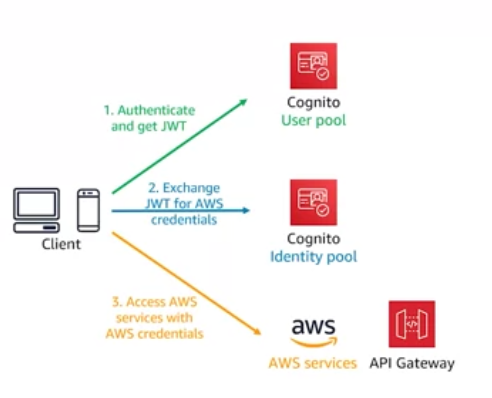 Cognito
User pool
1. Authenticate
and get JWT
2. Exchange
JWT for AWS
credentials
Client
Cognito
Identity pool
3. Access AWS
services with
AWS credentials
aws
AWS services
API Gateway